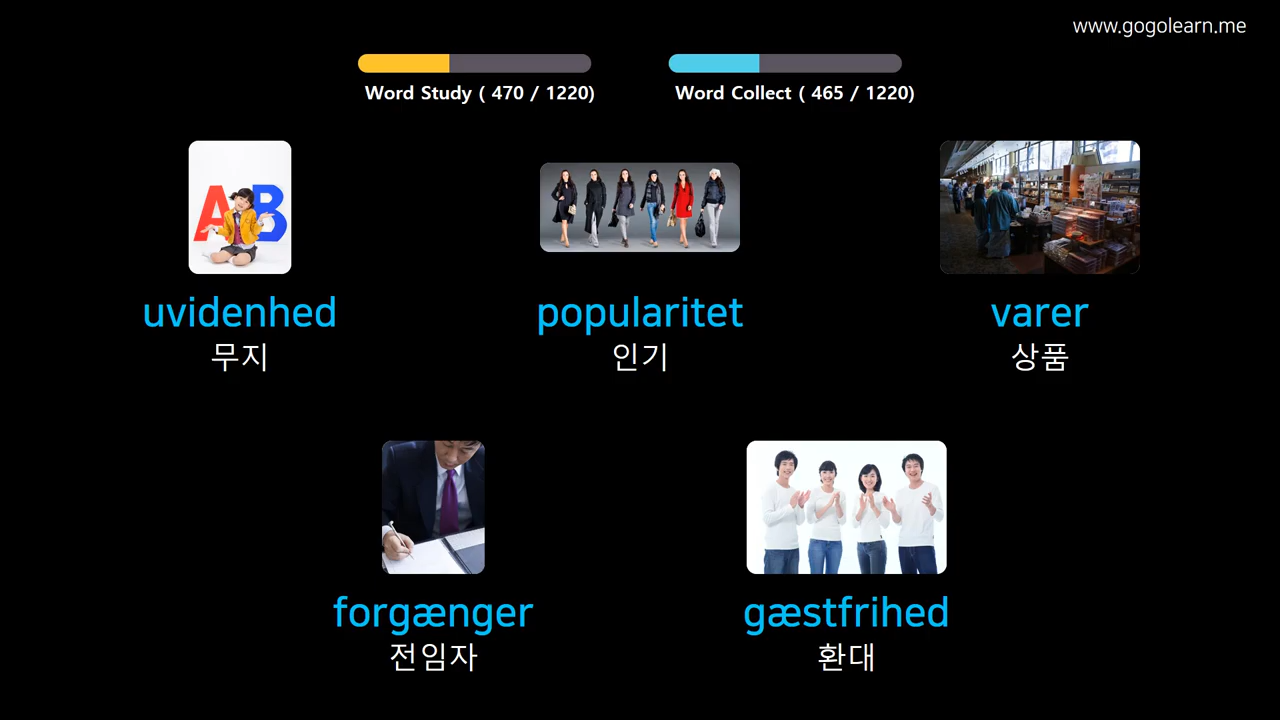 www.gogolearn.me
Word Study ( 470 / 1220)
Word Collect ( 465 / 1220)
AB
uvidenhed
무지
popularitet
인기
varer
상품
forgænger
전임자
gæstfrihed
환대